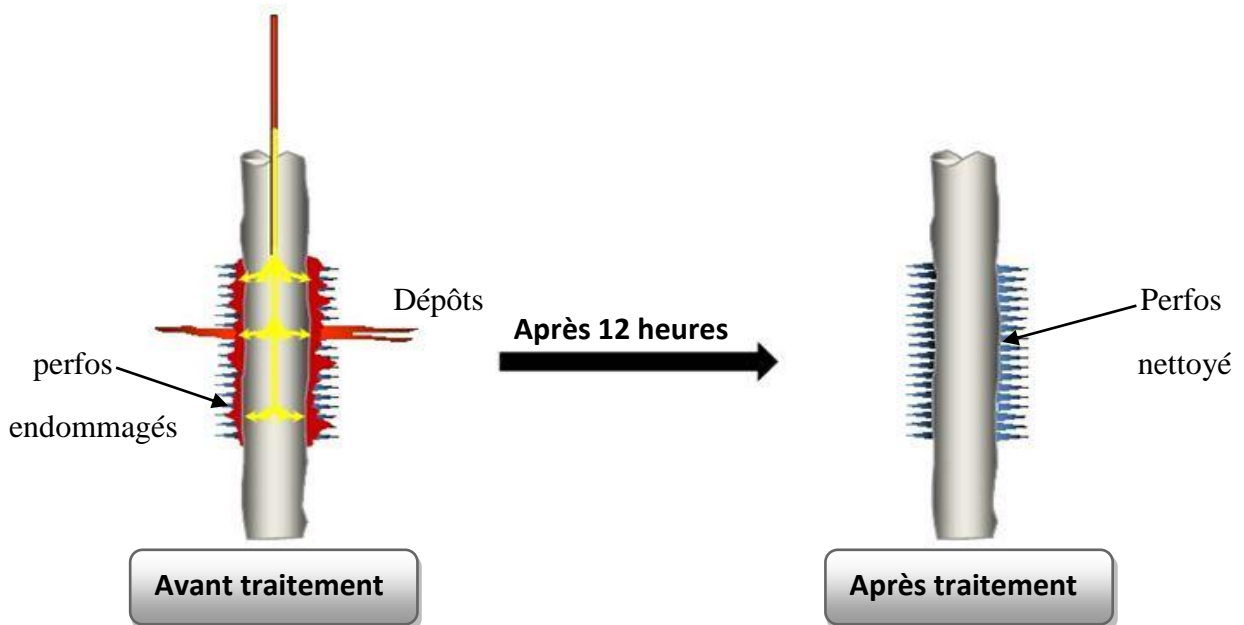 Dépôts
perfos
endommagés
Après 12 heures
Perfos
nettoyé
Avant traitement
Après traitement